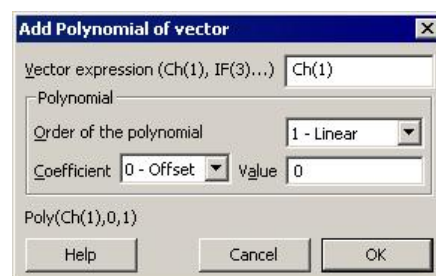 Add Polynomial of vector
Vector expression (Ch(1), IF(3)...) Ch(1)
Polynomial
Order of the polynomial 1 - Linear
Coefficient 0 - Offset Value 0
Poly(Ch(1),0,1)
Help Cancel OK